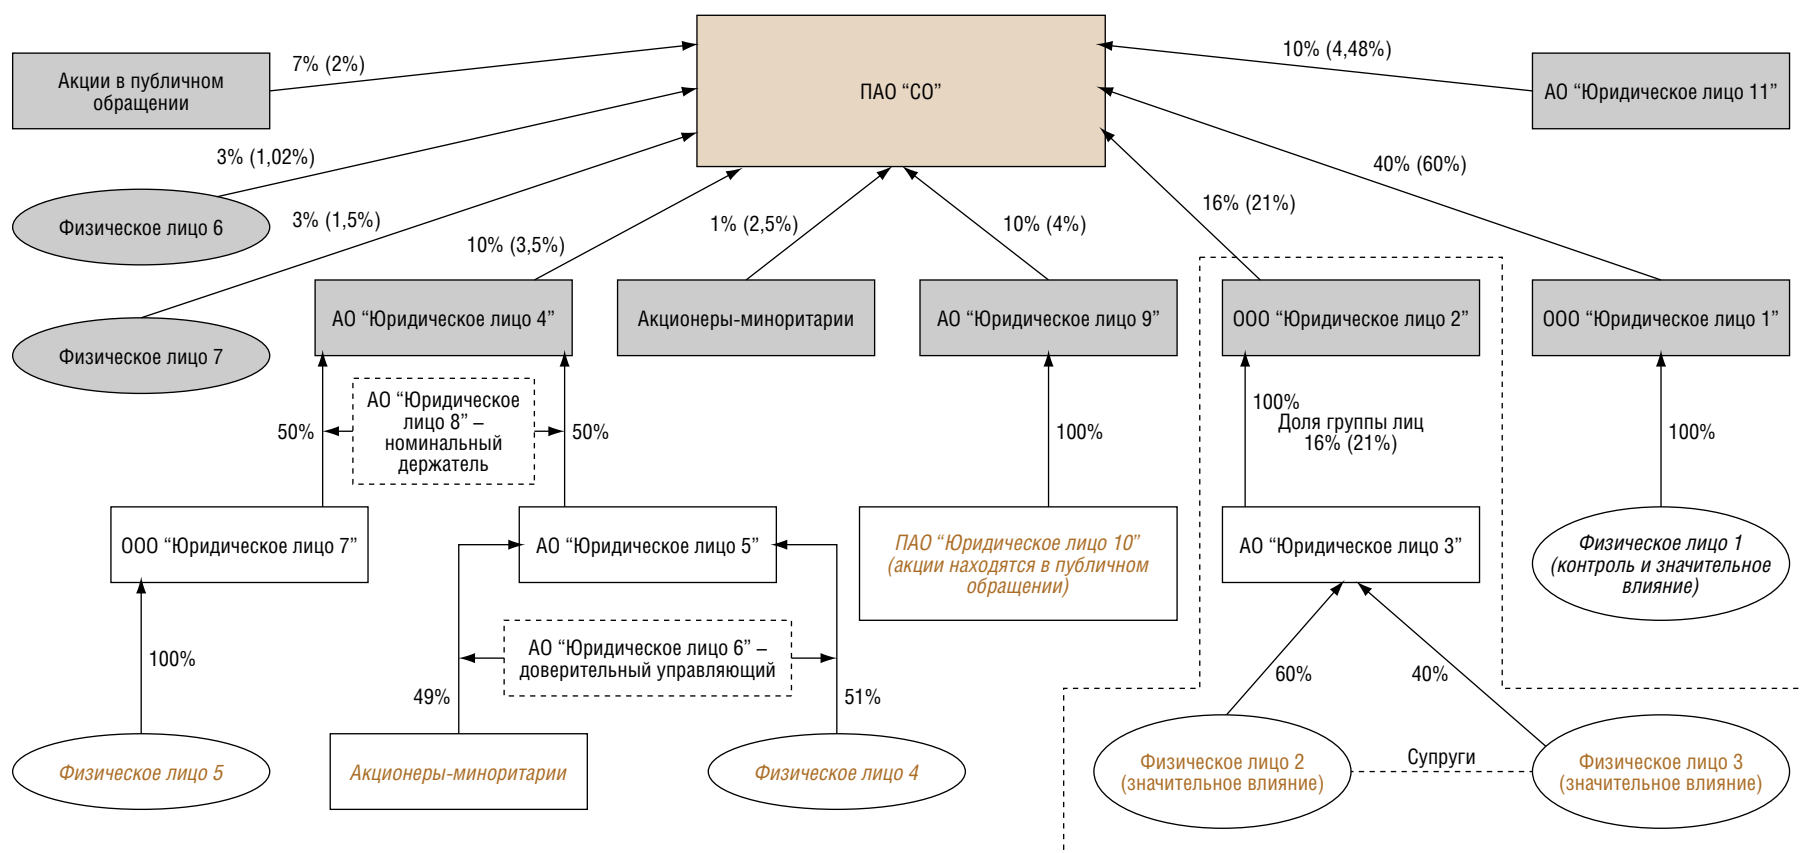 Акции в публичном
обращении
7% (2%)
ПАО “СО”
10% (4,48%)
АО “Юридическое лицо 11”
3% (1,02%)
40% (60%)
Физическое лицо 6
3% (1,5%)
10% (3,5%)
1% (2,5%)
10% (4%)
16% (21%)
Физическое лицо 7
АО “Юридическое лицо 4”
Акционеры-миноритарии
АО “Юридическое лицо 9”
ООО “Юридическое лицо 2”
ООО “Юридическое лицо 1”
50%
АО “Юридическое
лицо 8” –
номинальный
держатель
50%
100%
100%
Доля группы лиц
16% (21%)
100%
ООО “Юридическое лицо 7”
АО “Юридическое лицо 5”
ПАО “Юридическое лицо 10”
(акции находятся в публичном
обращении)
АО “Юридическое лицо 3”
Физическое лицо 1
(контроль и значительное
влияние)
100%
49%
АО “Юридическое лицо 6” –
доверительный управляющий
51%
60%
40%
Физическое лицо 5
Акционеры-миноритарии
Физическое лицо 4
Физическое лицо 2
(значительное влияние)
Супруги
Физическое лицо 3
(значительное влияние)